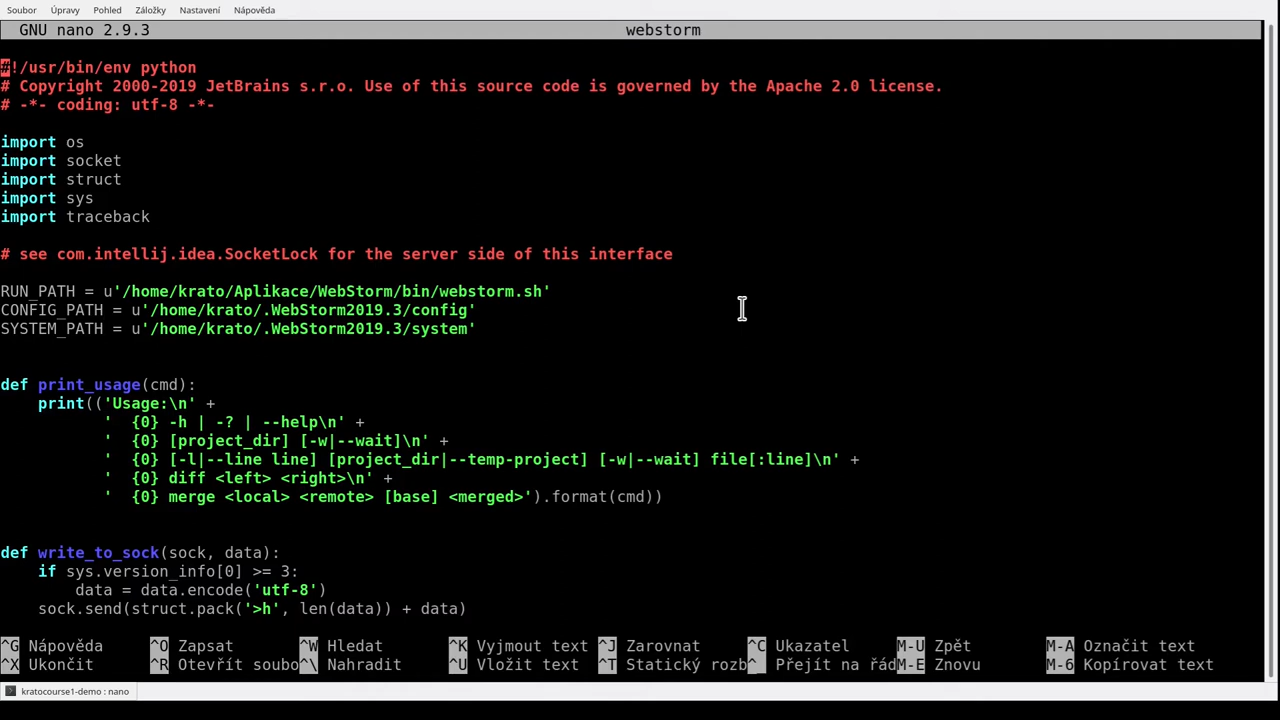 Soubor Úpravy Pohled Záložky Nastavení Nápověda
GNU nano 2.9.3 webstorm
#!/usr/bin/env python
# Copyright 2000-2019 JetBrains s.r.o. Use of this source code is governed by the Apache 2.0 license.
# -*- coding: utf-8 -*-
import os
import socket
import struct
import sys
import traceback
# see com.intellij.idea.SocketLock for the server side of this interface
RUN_PATH = u'/home/krato/Aplikace/WebStorm/bin/webstorm.sh'
CONFIG_PATH = u'/home/krato/.WebStorm2019.3/config'
SYSTEM_PATH = u'/home/krato/.WebStorm2019.3/system'
def print_usage(cmd):
    print(('Usage:\n' +
           '  {0} -h | -? | --help\n' +
           '  {0} [project_dir] [-w|--wait]\n' +
           '  {0} [-l|--line line] [project_dir|--temp-project] [-w|--wait] file[:line]\n' +
           '  {0} diff <left> <right>\n' +
           '  {0} merge <local> <remote> [base] <merged>').format(cmd))
def write_to_sock(sock, data):
    if sys.version_info[0] >= 3:
        data = data.encode('utf-8')
    sock.send(struct.pack('>h', len(data)) + data)
^G Nápověda ^O Zapsat ^W Hledat ^K Vyjmout text ^J Zarovnat ^C Ukazatel M-U Zpět M-A Označit text
^X Ukončit ^R Otevřít soubo^\ Nahradit ^U Vložit text ^T Statický rozb^_ Přejít na řádM-E Znovu M-6 Kopírovat text
kratocourse1-demo : nano